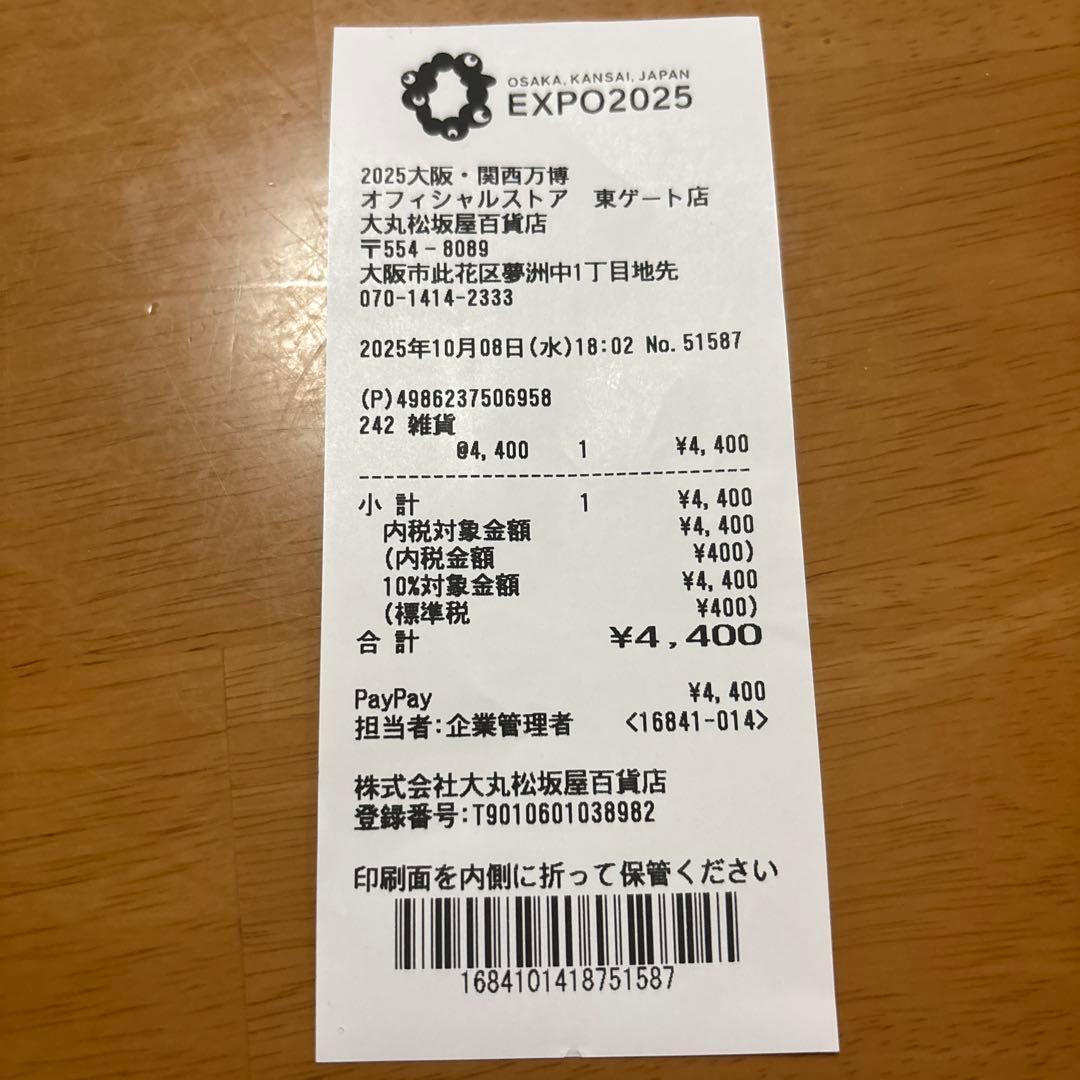 OSAKA, KANSAI, JAPAN
EXPO2025
2025大阪・関西万博
オフィシャルストア　東ゲート店
大丸松坂屋百貨店
〒554-8089
大阪市此花区夢洲中1丁目地先
070-1414-2333
2025年10月08日(水)18:02 No.51587
(P)4986237506958
242 雑貨
@4,400 1 ¥4,400
小 計 1 ¥4,400
内税対象金額 ¥4,400
(内税金額 ¥400)
10%対象金額 ¥4,400
(標準税 ¥400)
合 計 ¥4,400
PayPay ¥4,400
担当者:企業管理者 <16841-014>
株式会社大丸松坂屋百貨店
登録番号:T9010601038982
印刷面を内側に折って保管ください
1684101418751587